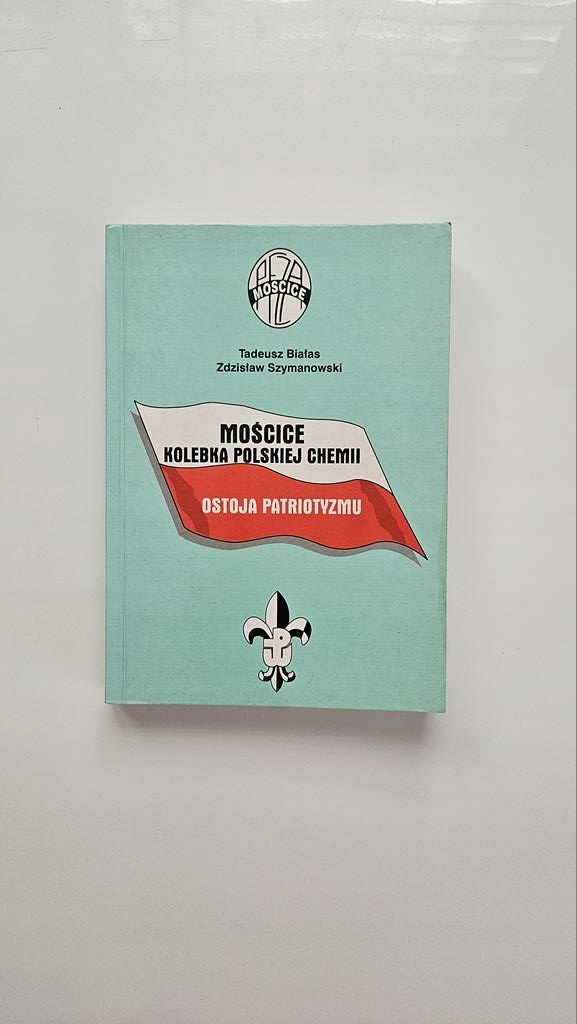 MOŚCICE
Tadeusz Białas
Zdzisław Szymanowski
MOŚCICE
KOLEBKA POLSKIEJ CHEMII
OSTOJA PATRIOTYZMU